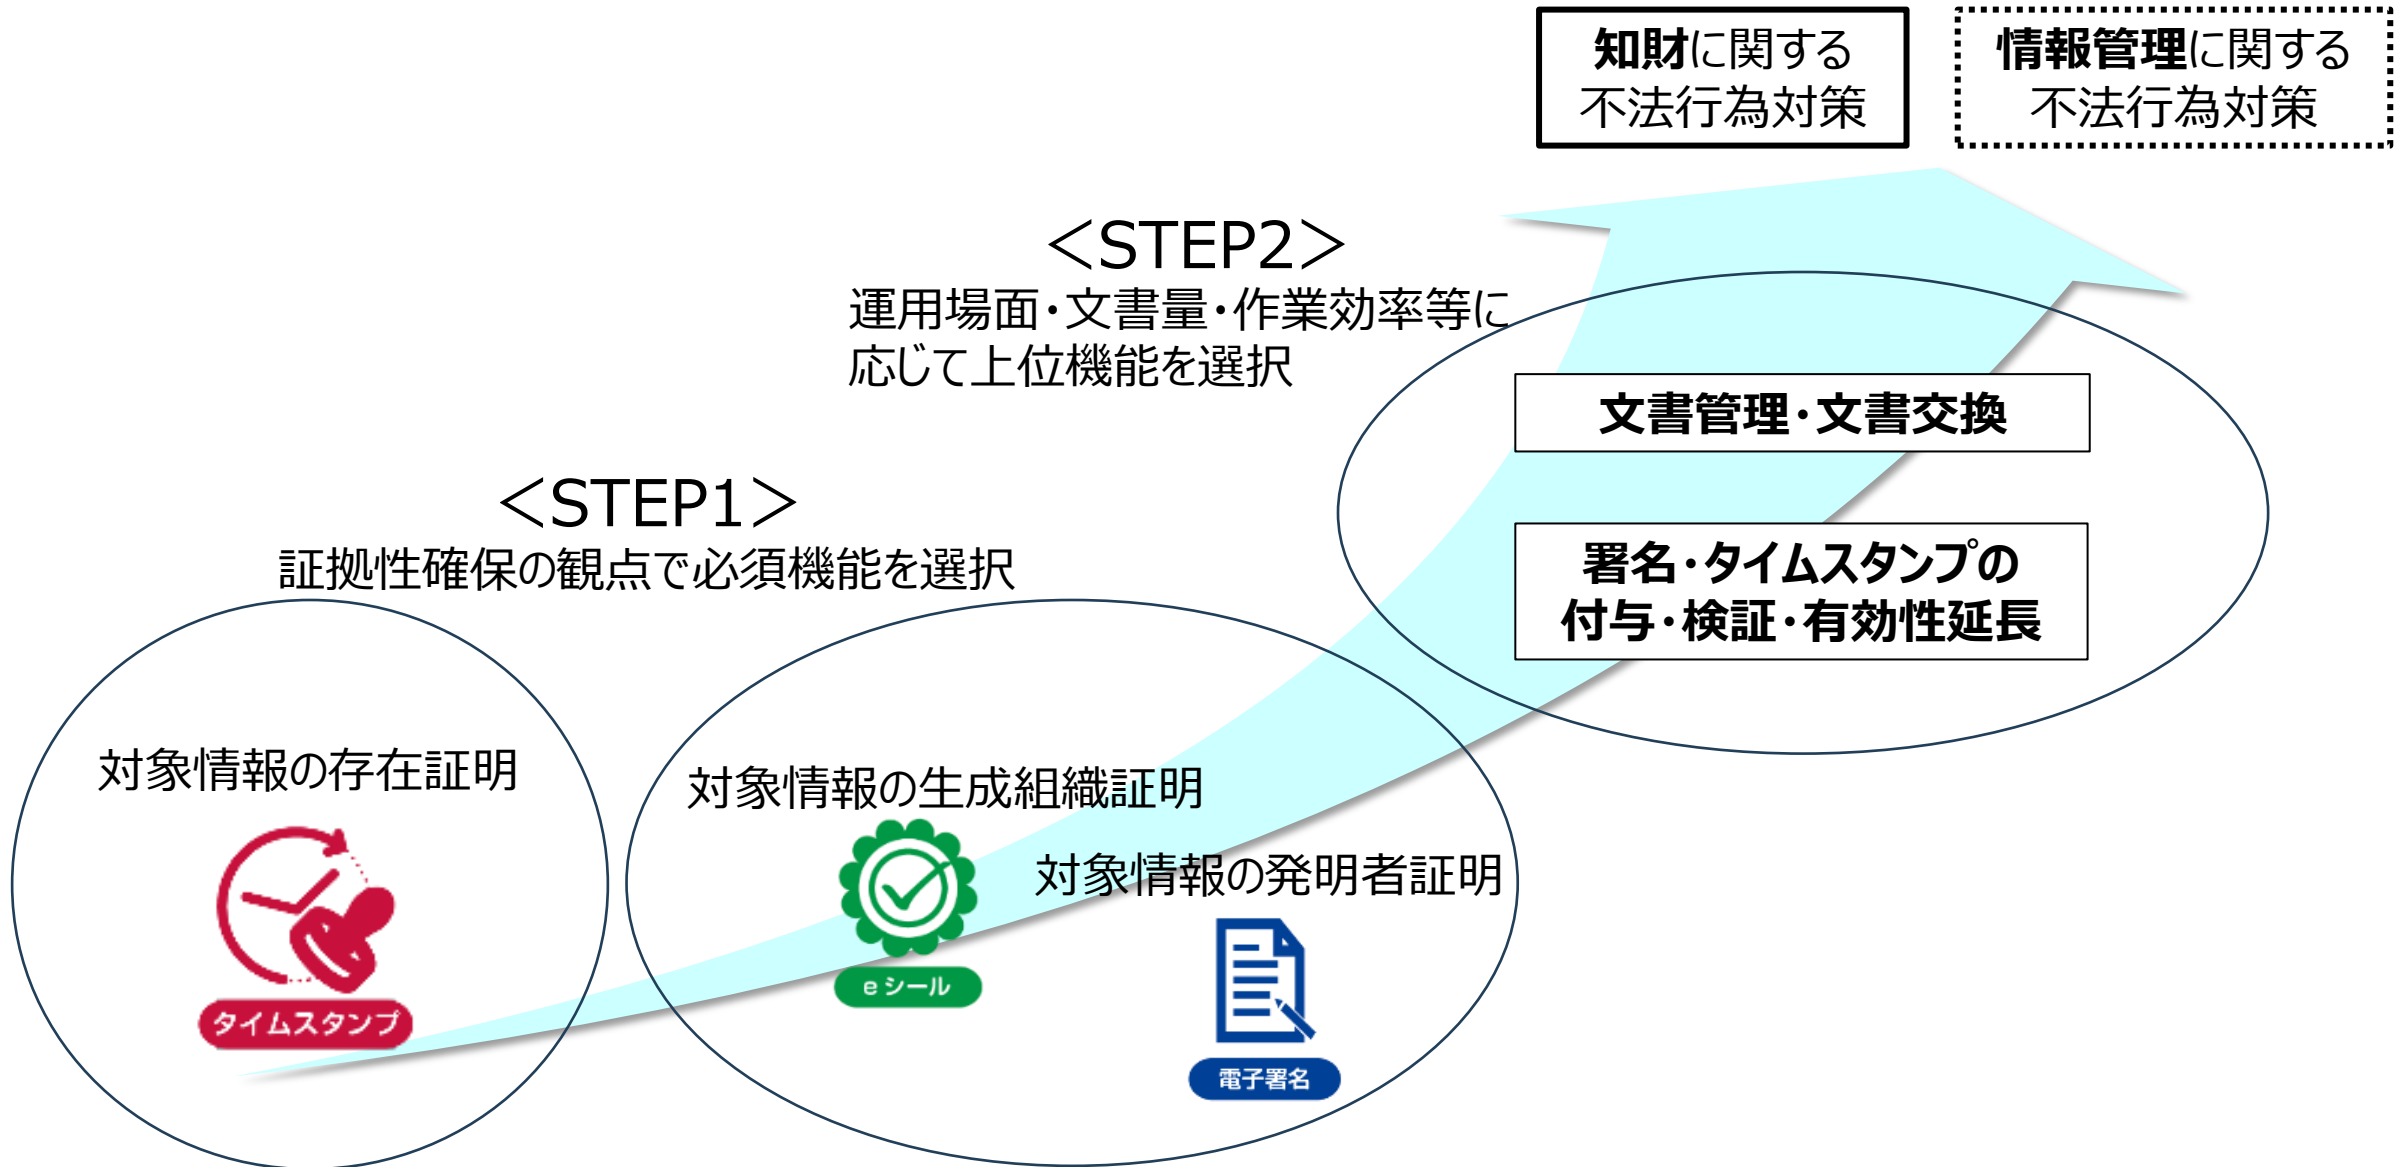 知財に関する
不法行為対策
情報管理に関する
不法行為対策
＜STEP2＞
運用場面・文書量・作業効率等に
応じて上位機能を選択
文書管理・文書交換
署名・タイムスタンプの
付与・検証・有効性延長
＜STEP1＞
証拠性確保の観点で必須機能を選択
対象情報の存在証明
タイムスタンプ
対象情報の生成組織証明
eシール
対象情報の発明者証明
電子署名